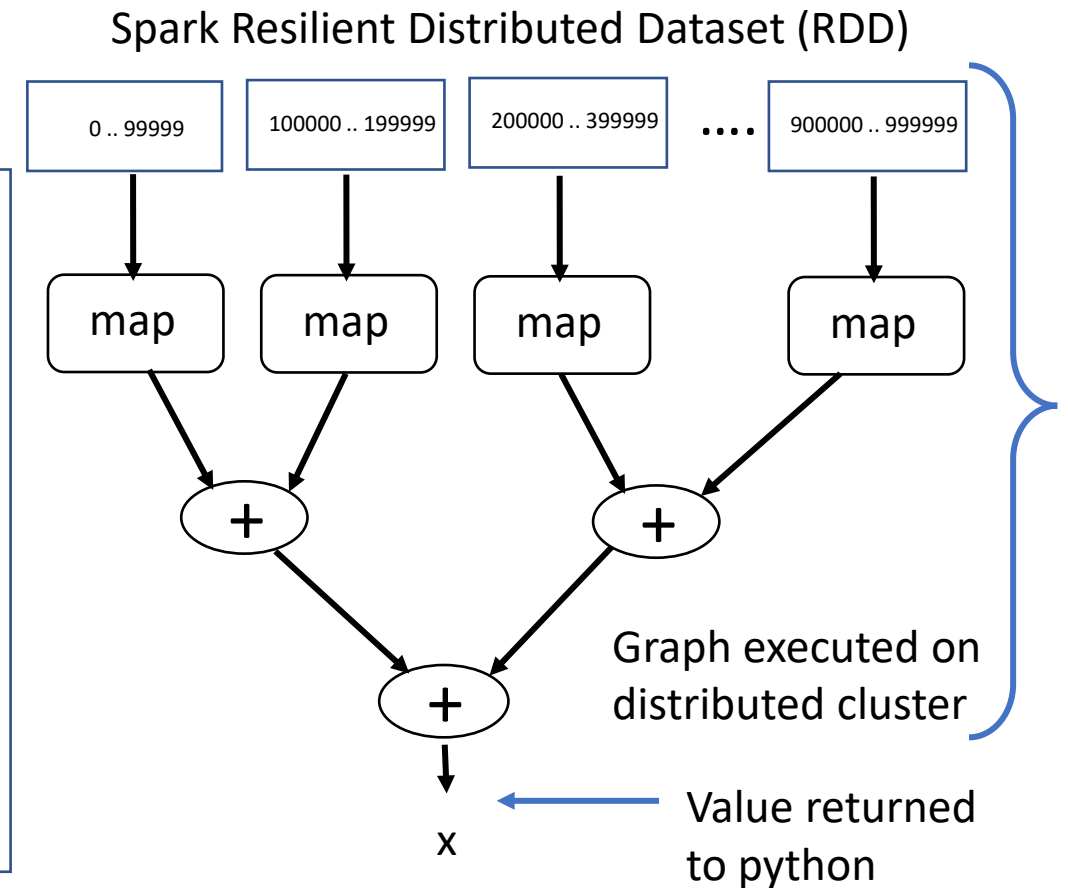 Spark Resilient Distributed Dataset (RDD)
0 .. 99999
100000 .. 199999
200000 .. 399999
....
900000 .. 999999
map
map
map
map
+
+
+
Graph executed on
distributed cluster
x
Value returned
to python